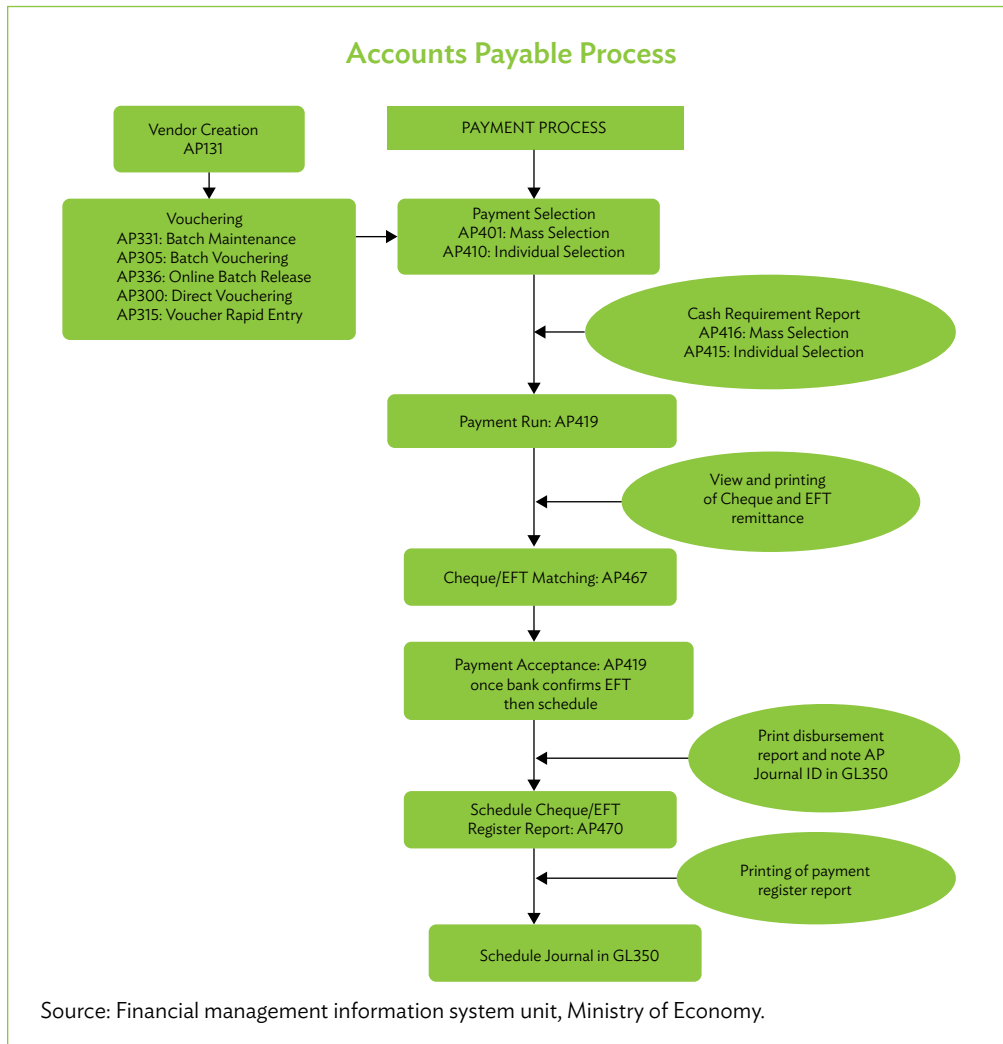 Accounts Payable Process
Vendor Creation
AP131
PAYMENT PROCESS
Vouchering
AP331: Batch Maintenance
AP305: Batch Vouchering
AP336: Online Batch Release
AP300: Direct Vouchering
AP315: Voucher Rapid Entry
Payment Selection
AP401: Mass Selection
AP410: Individual Selection
Cash Requirement Report
AP416: Mass Selection
AP415: Individual Selection
Payment Run: AP419
View and printing
of Cheque and EFT
remittance
Cheque/EFT Matching: AP467
Payment Acceptance: AP419
once bank confirms EFT
then schedule
Print disbursement
report and note AP
Journal ID in GL350
Schedule Cheque/EFT
Register Report: AP470
Printing of payment
register report
Schedule Journal in GL350
Source: Financial management information system unit, Ministry of Economy.